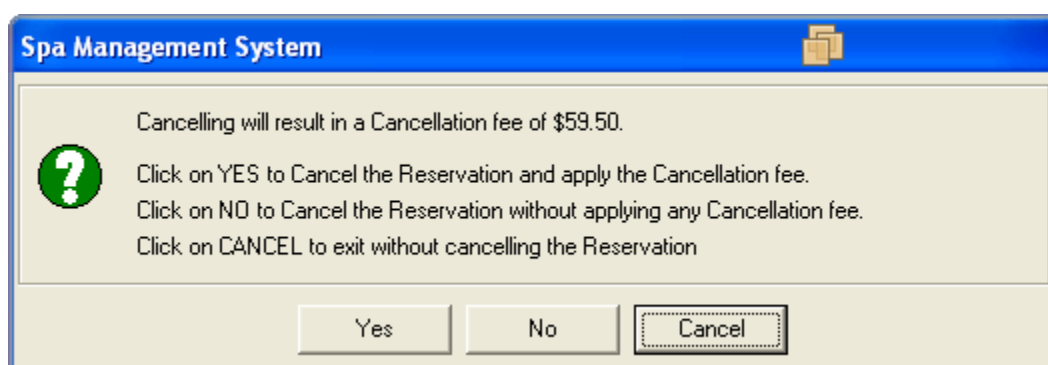 Spa Management System
Cancelling will result in a Cancellation fee of $59.50.
Click on YES to Cancel the Reservation and apply the Cancellation fee.
Click on NO to Cancel the Reservation without applying any Cancellation fee.
Click on CANCEL to exit without cancelling the Reservation
Yes No Cancel